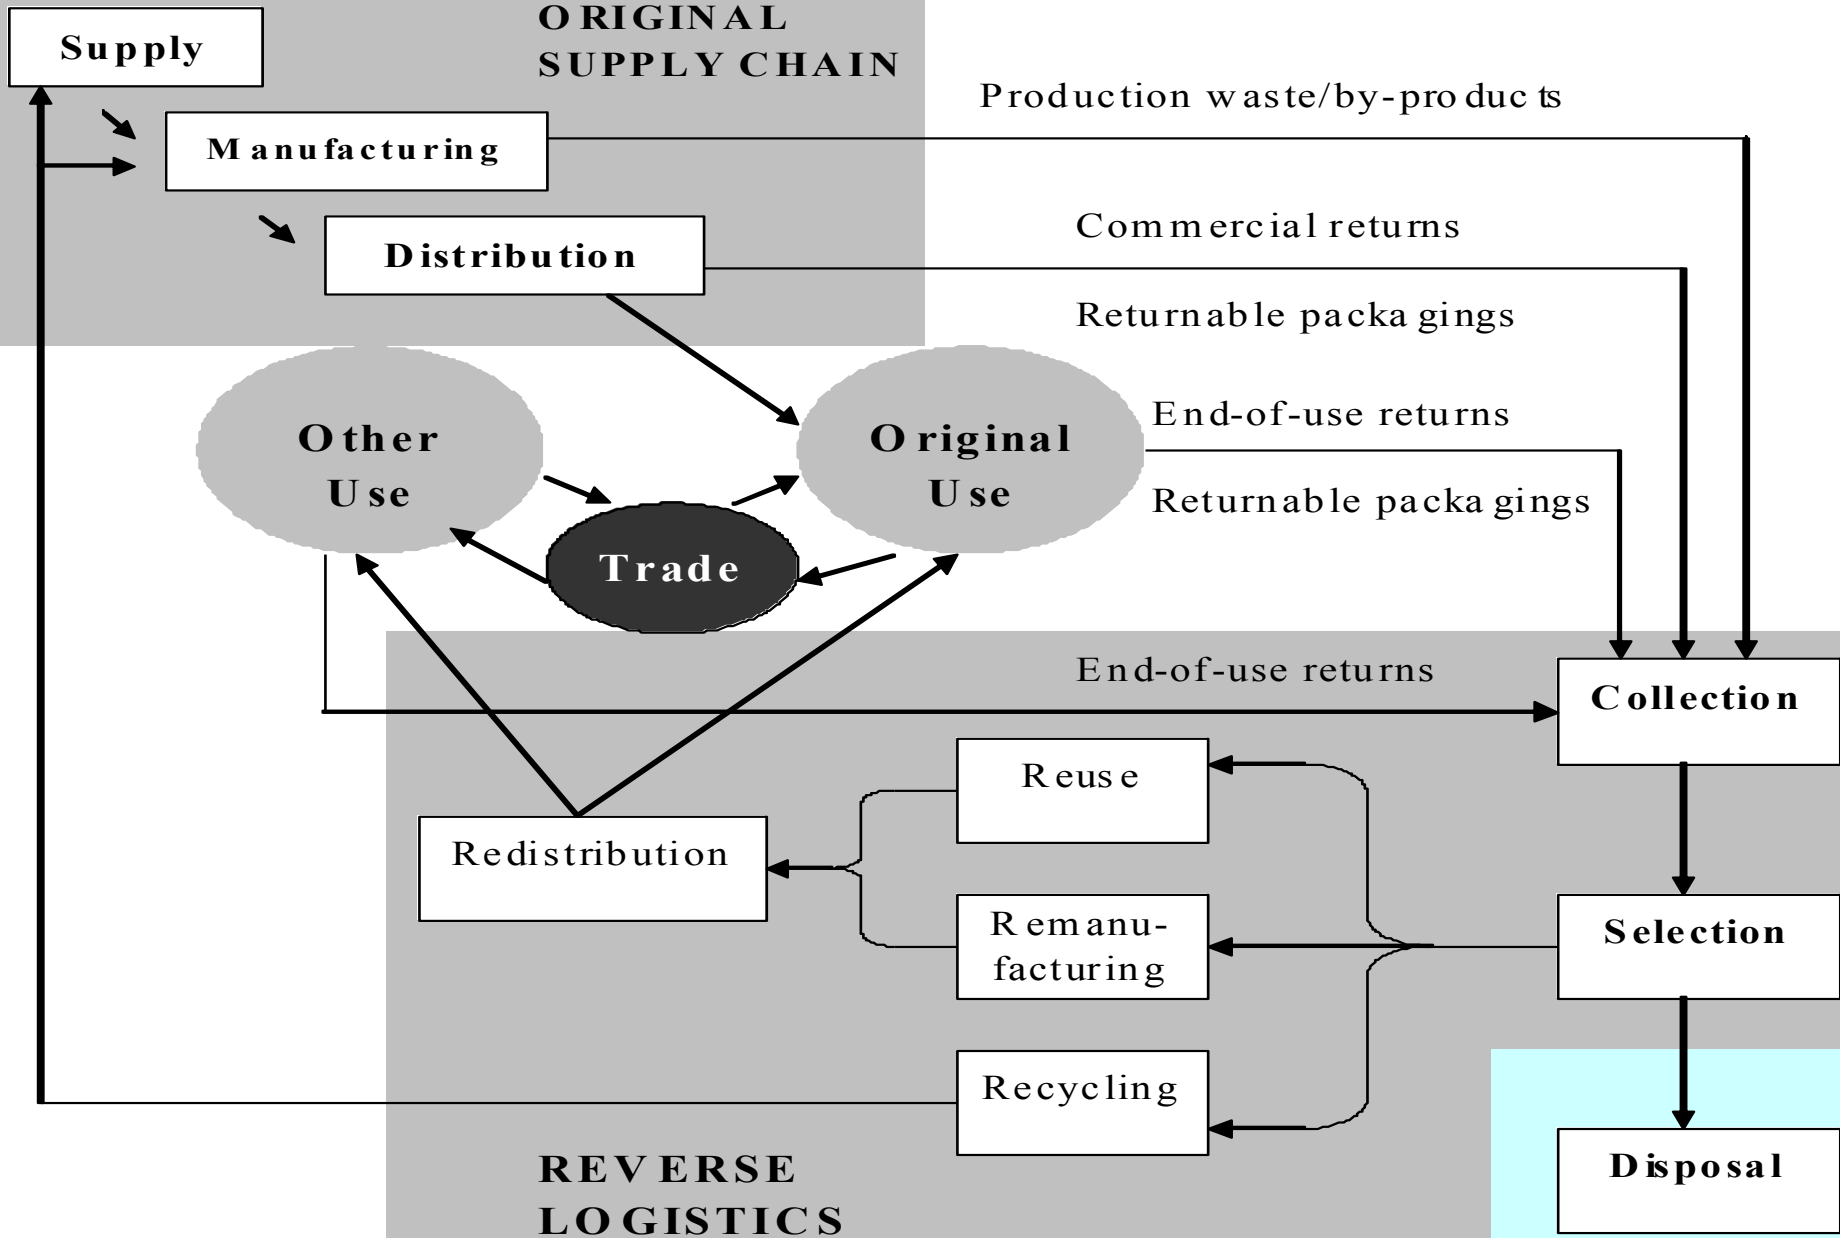 Supply
ORIGINAL
SUPPLY CHAIN
Production waste/by-products
Manufacturing
Commercial returns
Distribution
Returnable packagings
End-of-use returns
Other
Use
Original
Use
Returnable packagings
Trade
End-of-use returns
Collection
Reuse
Redistribution
Remanu-
facturing
Selection
Recycling
Disposal
REVERSE
LOGISTICS